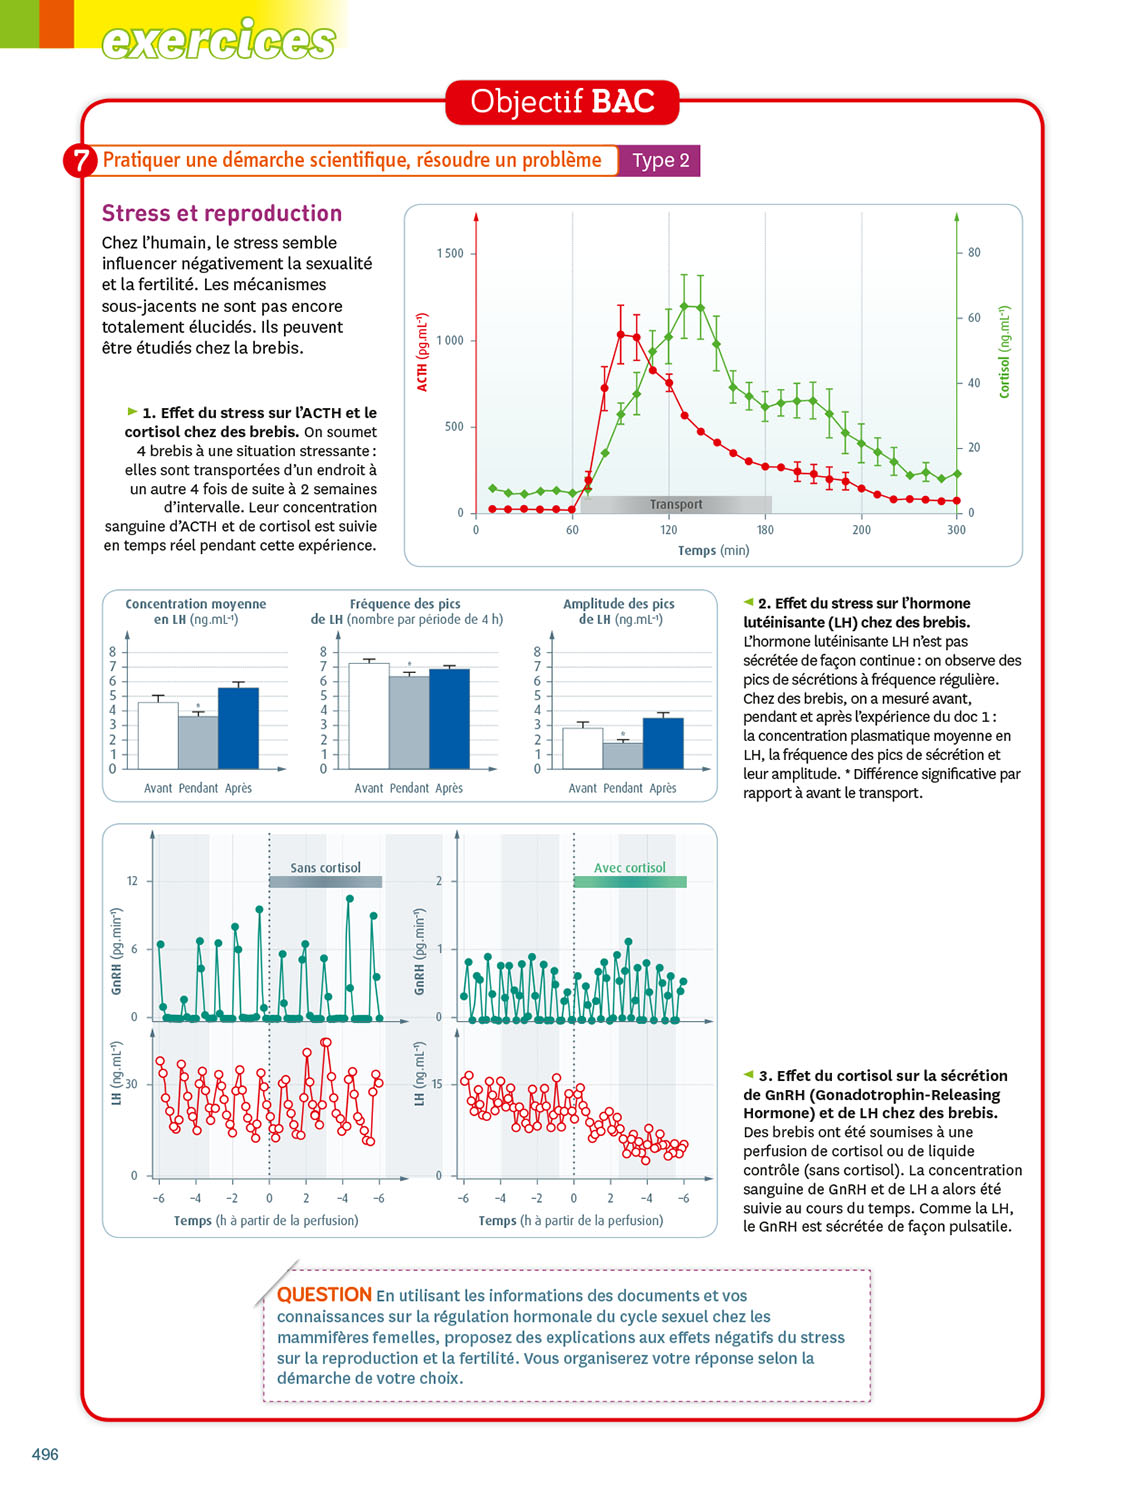 exercices
Objectif BAC
7 Pratiquer une démarche scientifique, résoudre un problème Type 2
Stress et reproduction
Chez l'humain, le stress semble
influencer négativement la sexualité
et la fertilité. Les mécanismes
sous-jacents ne sont pas encore
totalement élucidés. Ils peuvent
être étudiés chez la brebis.
► 1. Effet du stress sur l'ACTH et le
cortisol chez des brebis. On soumet
4 brebis à une situation stressante :
elles sont transportées d'un endroit à
un autre 4 fois de suite à 2 semaines
d'intervalle. Leur concentration
sanguine d'ACTH et de cortisol est suivie
en temps réel pendant cette expérience.
ACTH (pg.mL⁻¹)
1 500
1 000
500
0
Cortisol (ng.mL⁻¹)
80
60
40
20
0
Transport
0 60 120 180 200 300
Temps (min)
Concentration moyenne
en LH (ng.mL⁻¹)
8
7
6
5
4
3
2
1
0
*
Avant Pendant Après
Fréquence des pics
de LH (nombre par période de 4 h)
8
7
6
5
4
3
2
1
0
*
Avant Pendant Après
Amplitude des pics
de LH (ng.mL⁻¹)
8
7
6
5
4
3
2
1
0
*
Avant Pendant Après
◄ 2. Effet du stress sur l'hormone
lutéinisante (LH) chez des brebis.
L'hormone lutéinisante LH n'est pas
sécrétée de façon continue : on observe des
pics de sécrétions à fréquence régulière.
Chez des brebis, on a mesuré avant,
pendant et après l'expérience du doc 1 :
la concentration plasmatique moyenne en
LH, la fréquence des pics de sécrétion et
leur amplitude. * Différence significative par
rapport à avant le transport.
Sans cortisol
GnRH (pg.min⁻¹)
12
6
0
LH (ng.mL⁻¹)
30
0
−6 −4 −2 0 2 −4 −6
Temps (h à partir de la perfusion)
Avec cortisol
GnRH (pg.min⁻¹)
2
1
0
LH (ng.mL⁻¹)
15
0
−6 −4 −2 0 2 −4 −6
Temps (h à partir de la perfusion)
◄ 3. Effet du cortisol sur la sécrétion
de GnRH (Gonadotrophin-Releasing
Hormone) et de LH chez des brebis.
Des brebis ont été soumises à une
perfusion de cortisol ou de liquide
contrôle (sans cortisol). La concentration
sanguine de GnRH et de LH a alors été
suivie au cours du temps. Comme la LH,
le GnRH est sécrétée de façon pulsatile.
QUESTION En utilisant les informations des documents et vos
connaissances sur la régulation hormonale du cycle sexuel chez les
mammifères femelles, proposez des explications aux effets négatifs du stress
sur la reproduction et la fertilité. Vous organiserez votre réponse selon la
démarche de votre choix.
496